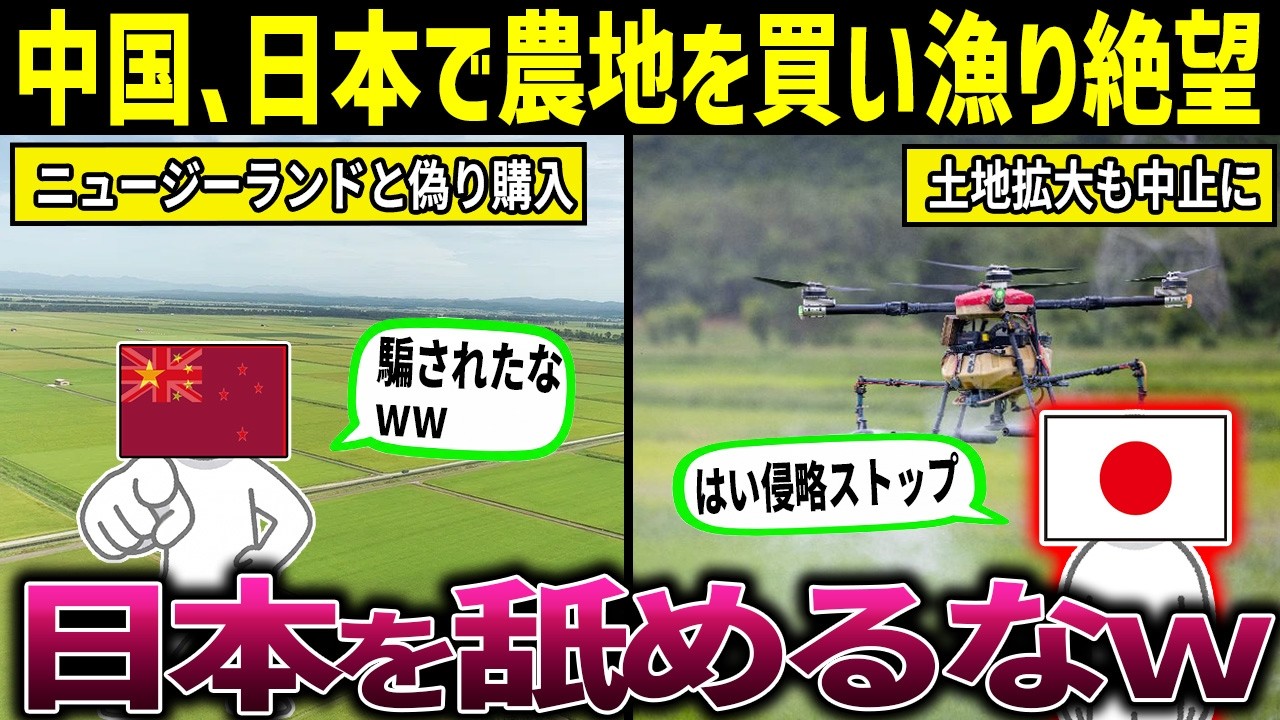 中国、日本で農地を買い漁り絶望
ニュージーランドと偽り購入
土地拡大も中止に
騙されたな
ww
はい侵略ストップ
日本を舐めるなw